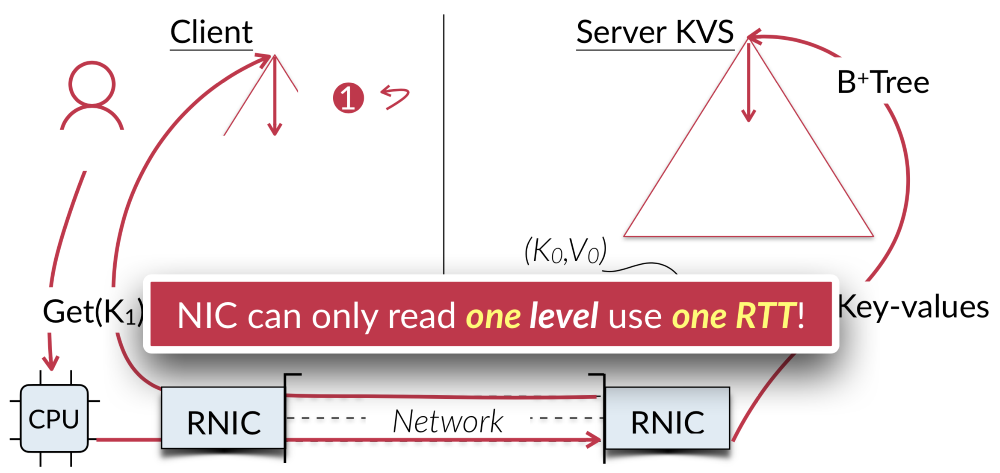 Client
Server KVS
1
B+Tree
(K0,V0)
Get(K1)
NIC can only read one level use one RTT!
Key-values
CPU
RNIC
Network
RNIC